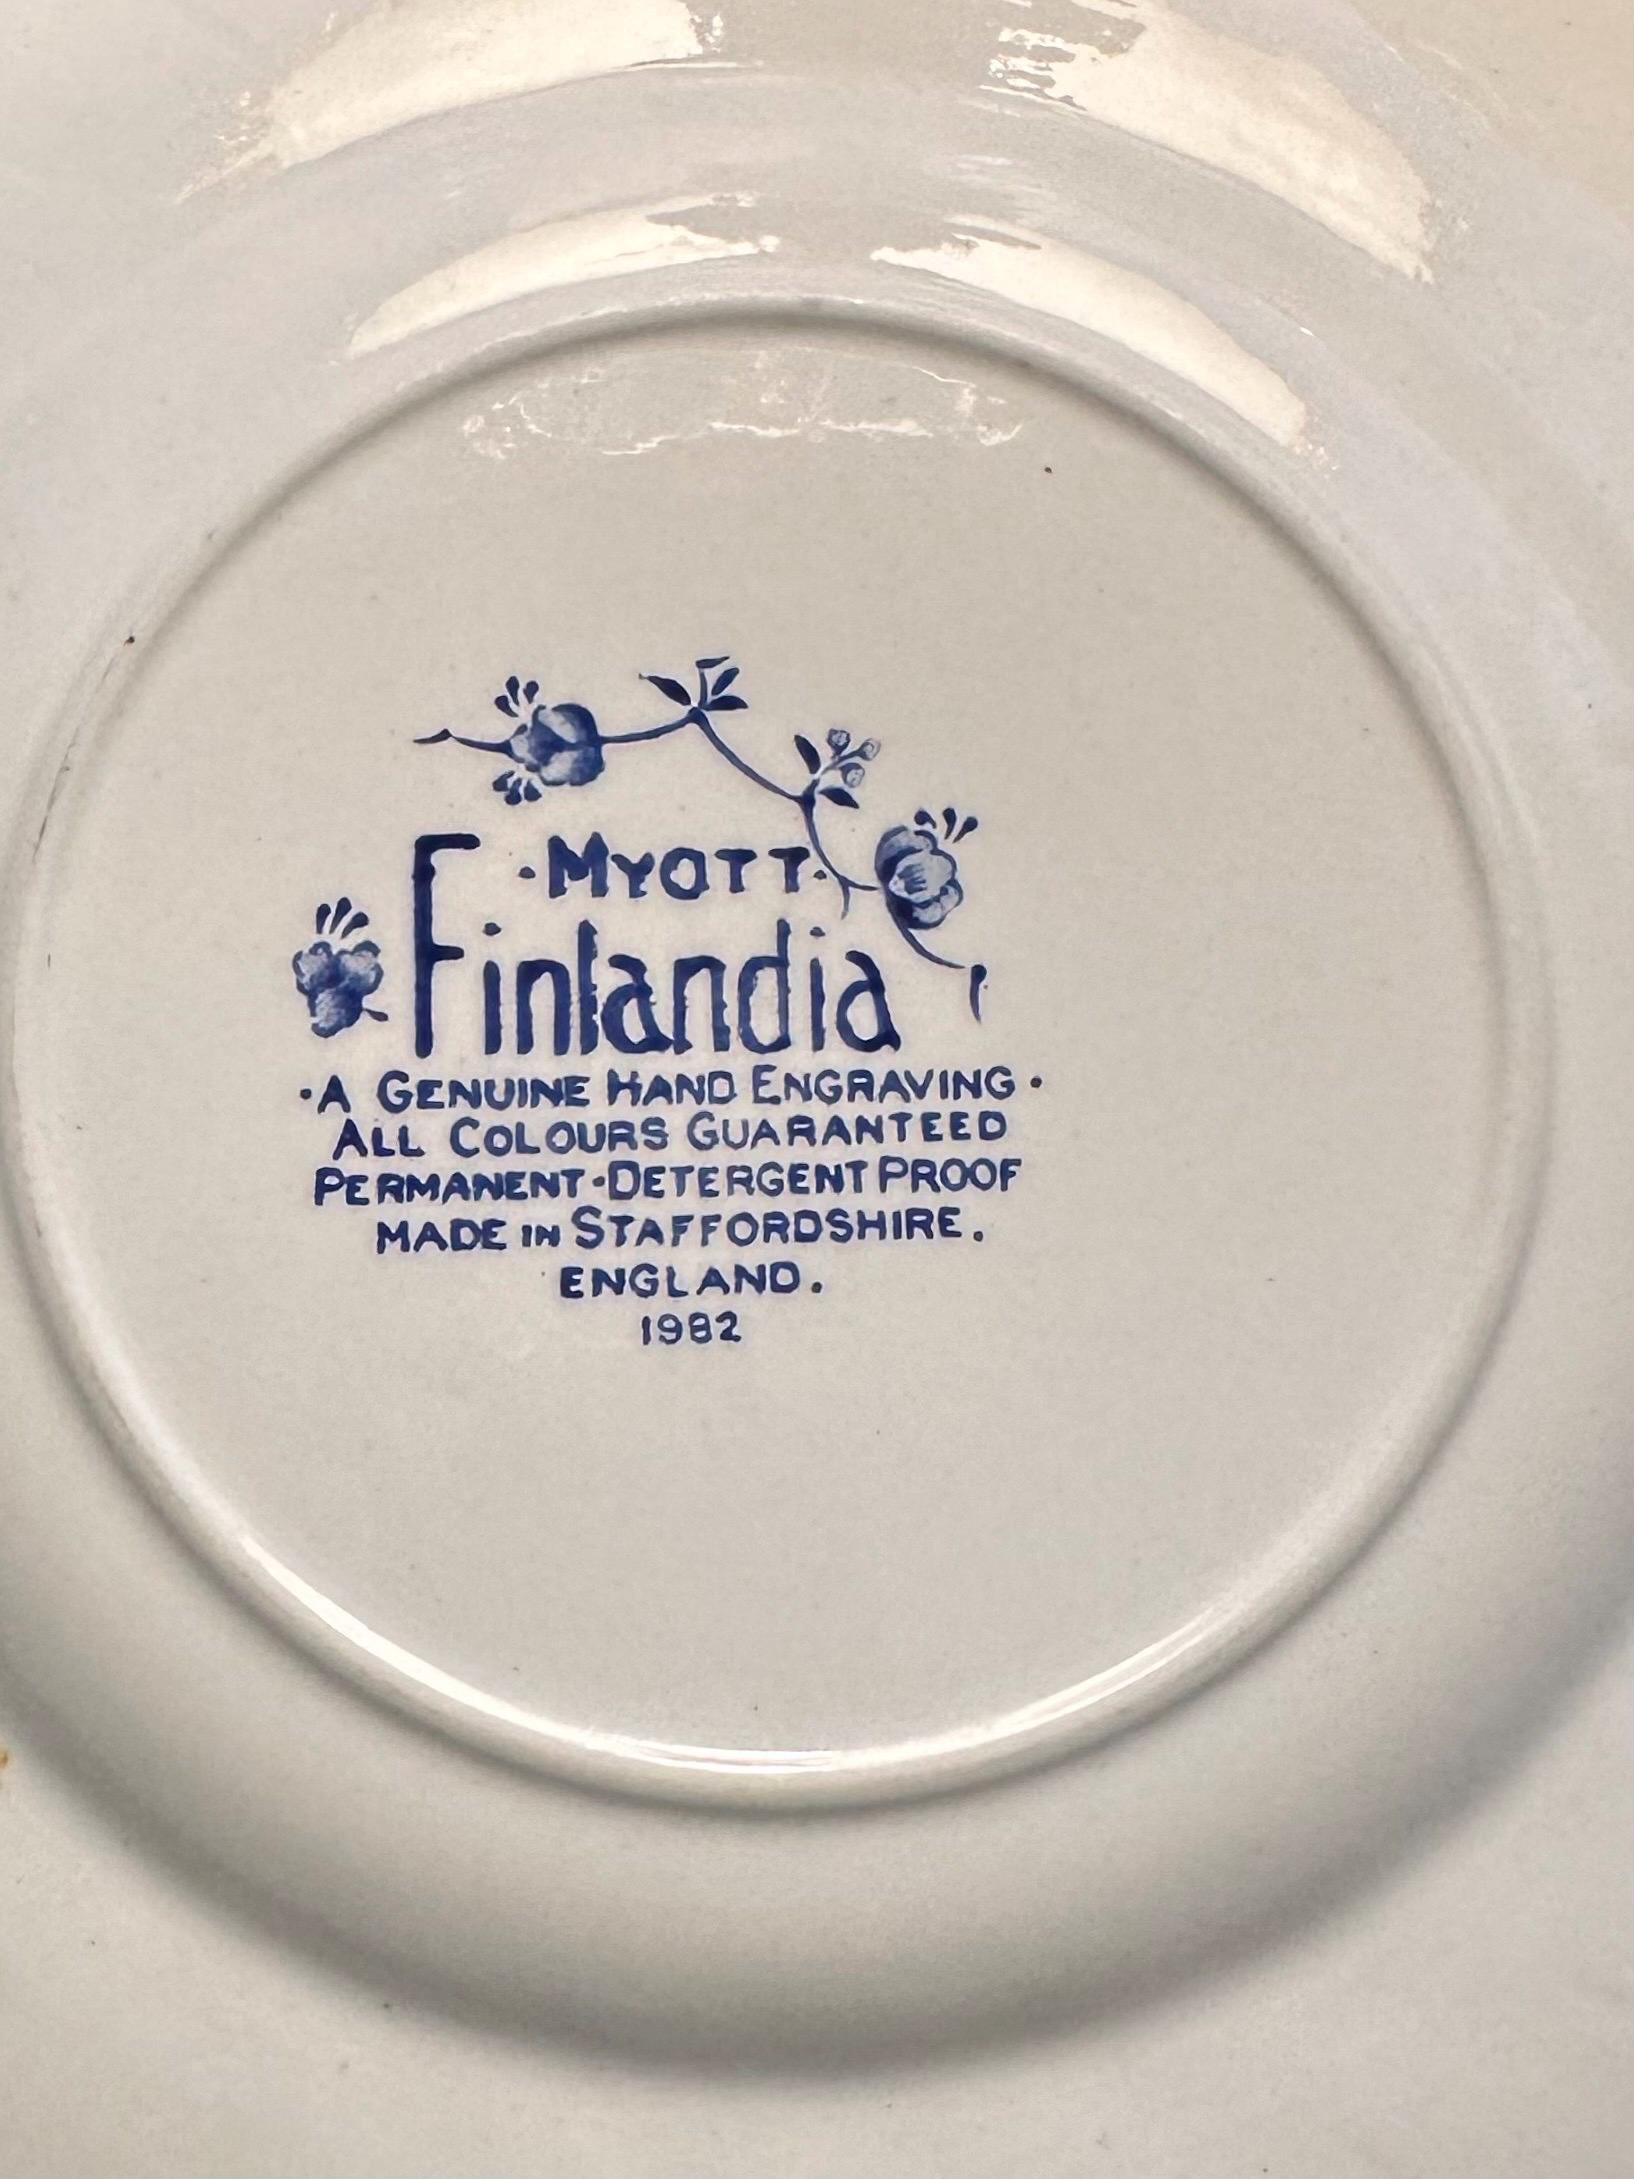 ·MYOTT·
Finlandia
·A GENUINE HAND ENGRAVING·
ALL COLOURS GUARANTEED
PERMANENT·DETERGENT PROOF
MADE IN STAFFORDSHIRE.
ENGLAND.
1982